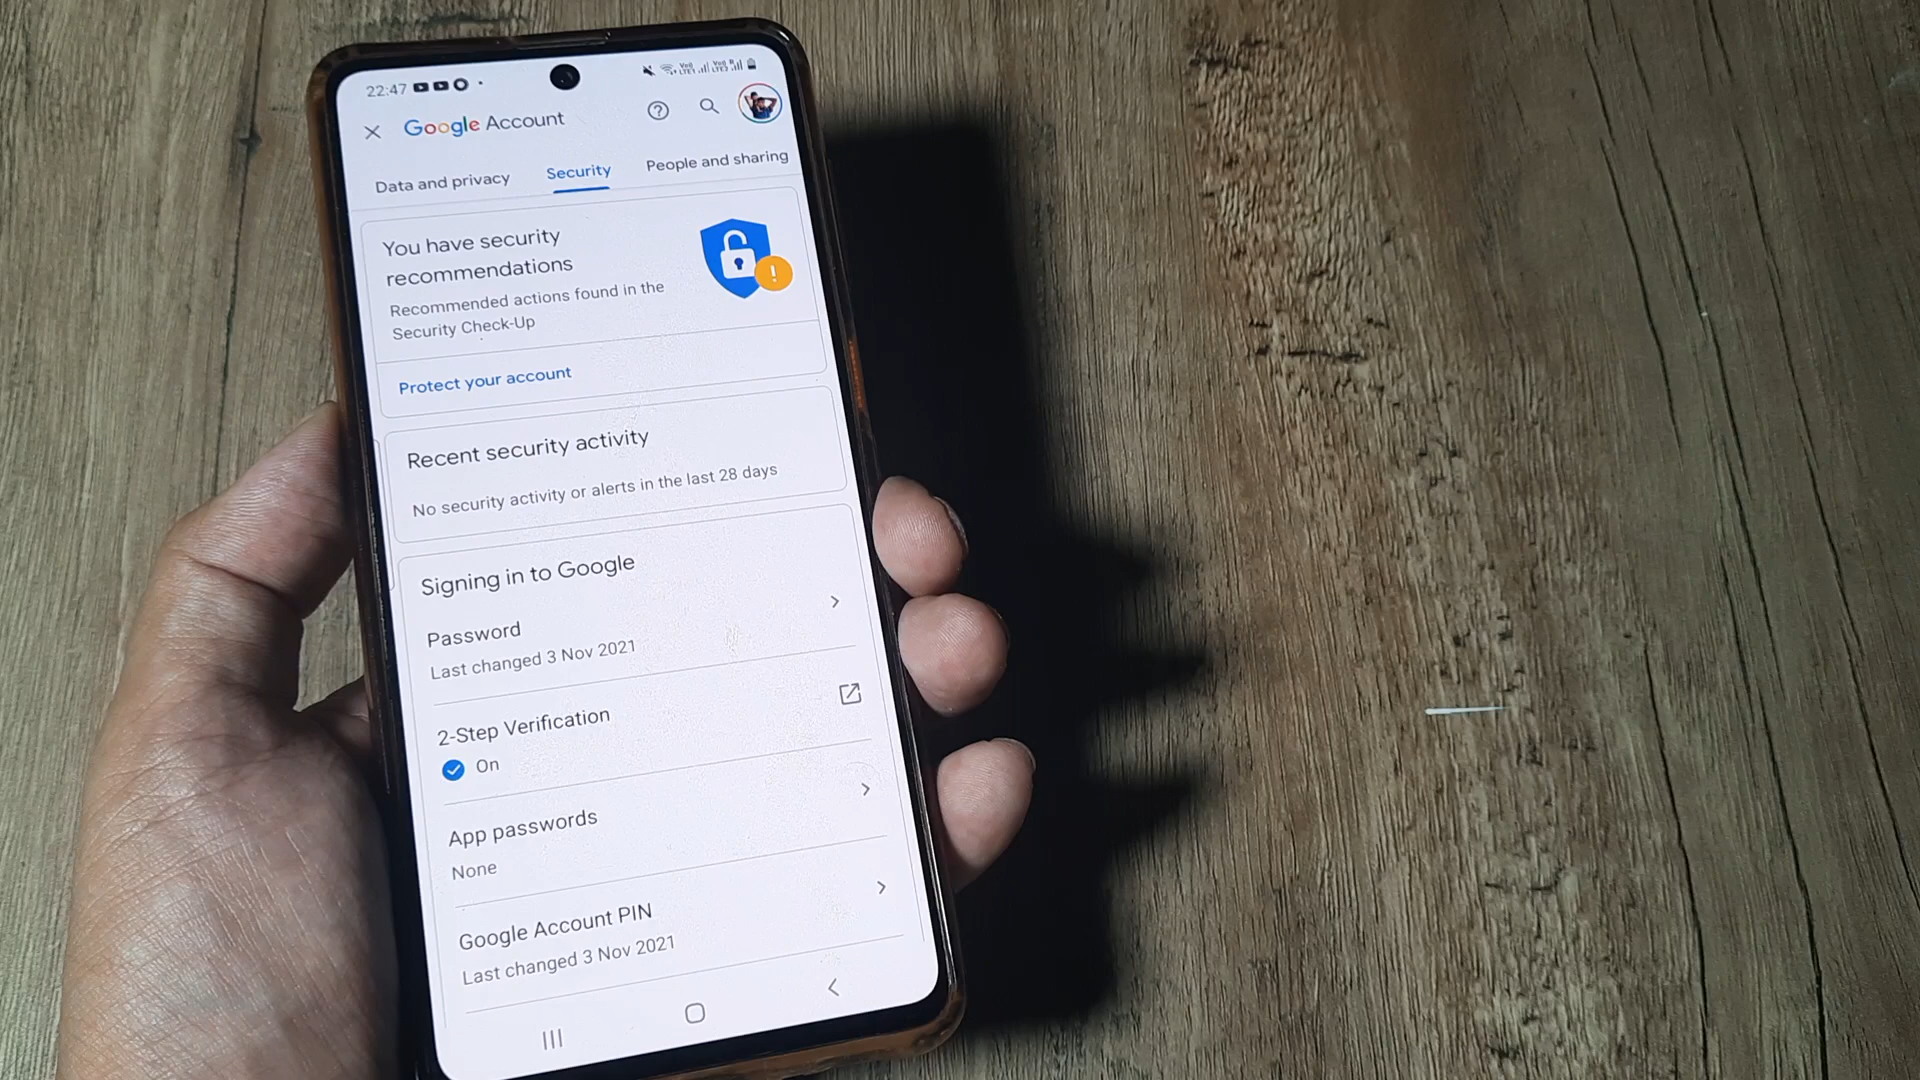 22:47
Google Account
Data and privacy Security People and sharing
You have security
recommendations
Recommended actions found in the
Security Check-Up
Protect your account
Recent security activity
No security activity or alerts in the last 28 days
Signing in to Google
Password
Last changed 3 Nov 2021
2-Step Verification
On
App passwords
None
Google Account PIN
Last changed 3 Nov 2021